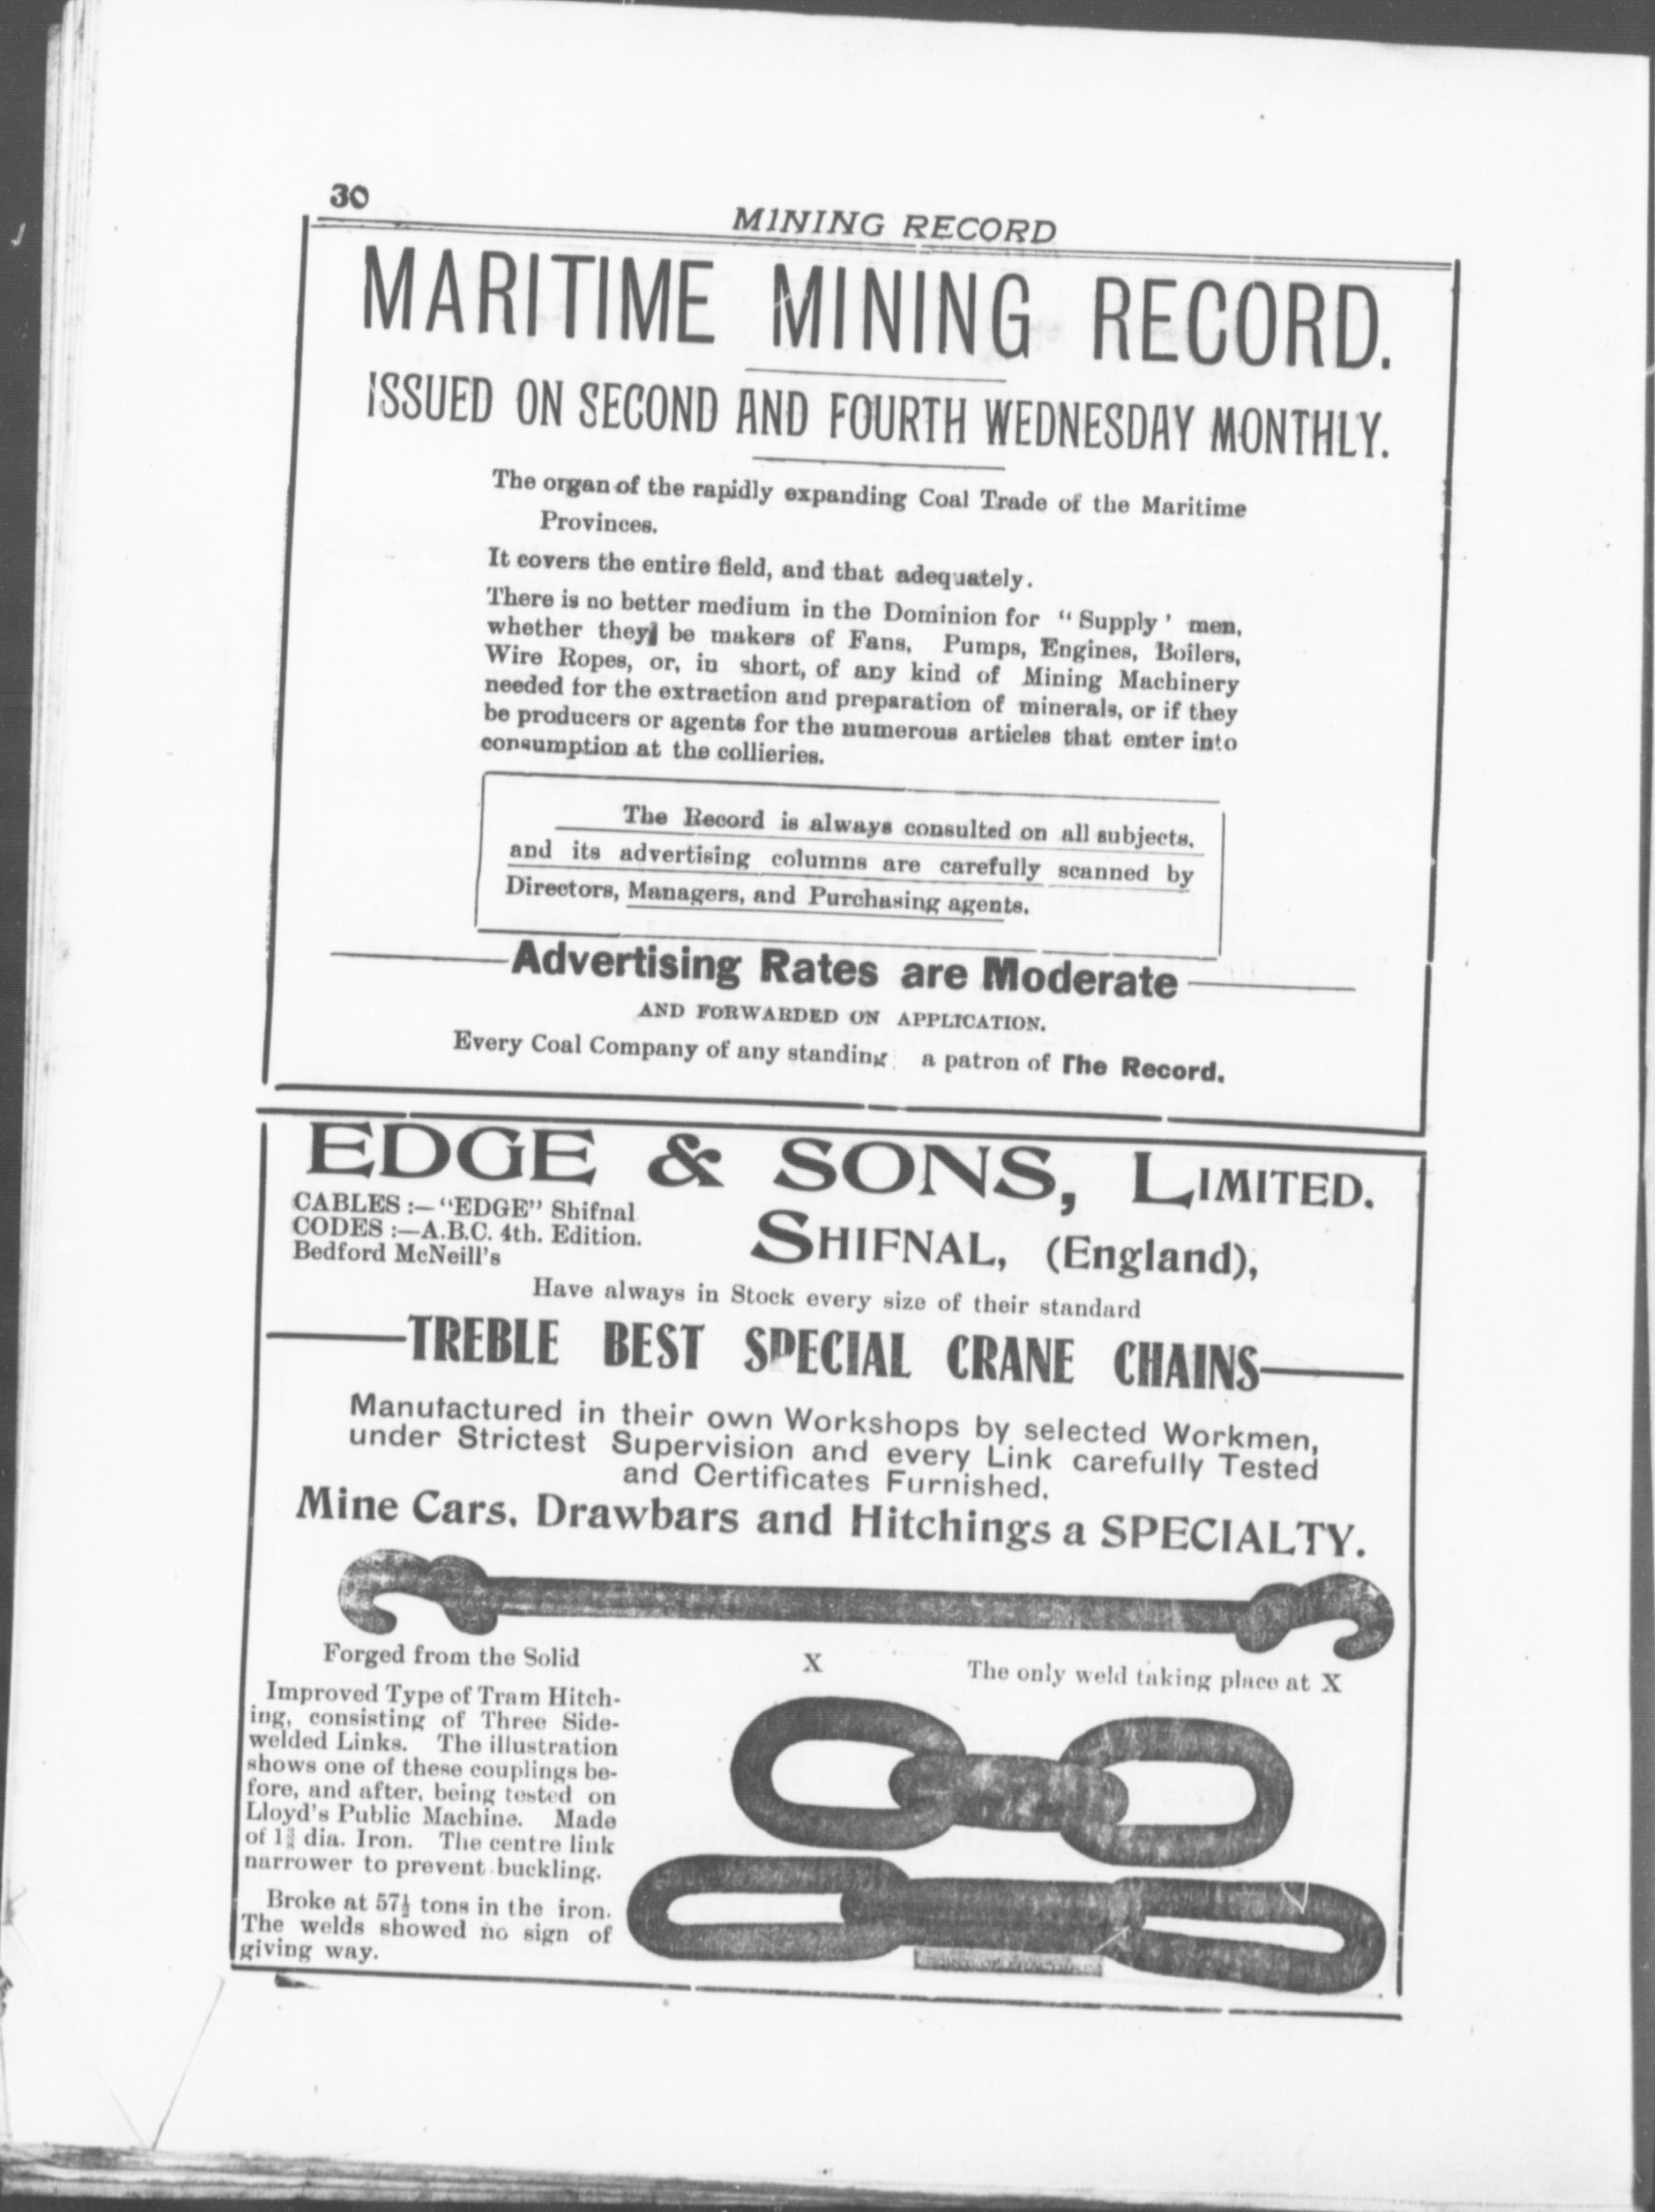 30
MINING RECORD
MARITIME MINING RECORD.
ISSUED ON SECOND AND FOURTH WEDNESDAY MONTHLY.
The organ of the rapidly expanding Coal Trade of the Maritime
Provinces.
It covers the entire field, and that adequately.
There is no better medium in the Dominion for "Supply' men,
whether they be makers of Fans, Pumps, Engines, Boilers,
Wire Ropes, or, in short, of any kind of Mining Machinery
needed for the extraction and preparation of minerals, or if they
be producers or agents for the numerous articles that enter into
consumption at the collieries.
The Record is always consulted on all subjects,
and its advertising columns are carefully scanned by
Directors, Managers, and Purchasing agents.
Advertising Rates are Moderate
AND FORWARDED ON APPLICATION.
Every Coal Company of any standing a patron of The Record.
EDGE & SONS, LIMITED.
CABLES :—"EDGE" Shifnal
CODES :—A.B.C. 4th. Edition.
Bedford McNeill's
SHIFNAL, (England),
Have always in Stock every size of their standard
TREBLE BEST SPECIAL CRANE CHAINS
Manufactured in their own Workshops by selected Workmen,
under Strictest Supervision and every Link carefully Tested
and Certificates Furnished.
Mine Cars, Drawbars and Hitchings a SPECIALTY.
Forged from the Solid
X
The only weld taking place at X
Improved Type of Tram Hitch-
ing, consisting of Three Side-
welded Links. The illustration
shows one of these couplings be-
fore, and after, being tested on
Lloyd's Public Machine. Made
of dia. Iron. The centre link
narrower to prevent buckling.
Broke at 57½ tons in the iron.
The welds showed no sign of
giving way.